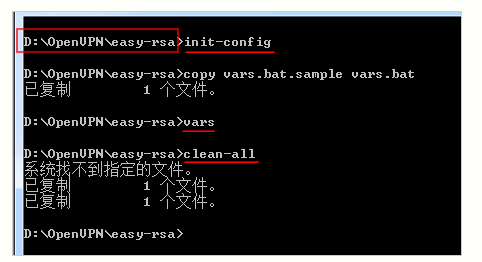 D:\OpenVPN\easy-rsa>init-config
D:\OpenVPN\easy-rsa>copy vars.bat.sample vars.bat
已复制         1 个文件。
D:\OpenVPN\easy-rsa>vars
D:\OpenVPN\easy-rsa>clean-all
系统找不到指定的文件。
已复制         1 个文件。
已复制         1 个文件。
D:\OpenVPN\easy-rsa>